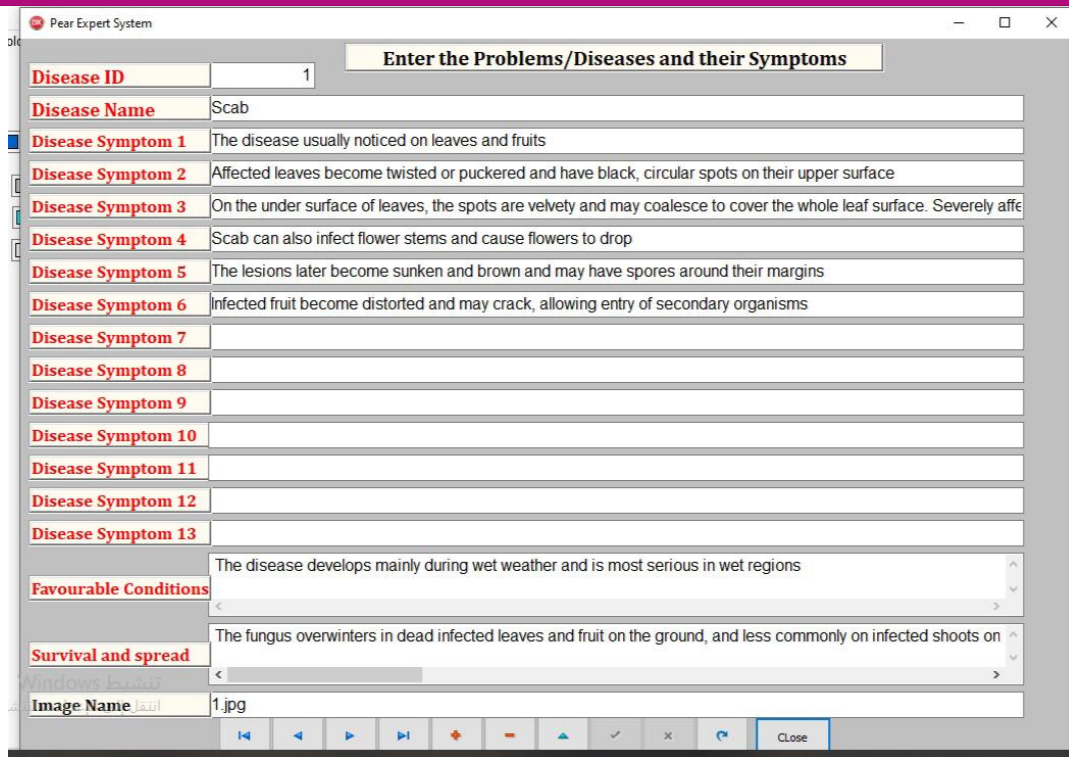 Pear Expert System
Enter the Problems/Diseases and their Symptoms
Disease ID 1
Disease Name Scab
Disease Symptom 1 The disease usually noticed on leaves and fruits
Disease Symptom 2 Affected leaves become twisted or puckered and have black, circular spots on their upper surface
Disease Symptom 3 On the under surface of leaves, the spots are velvety and may coalesce to cover the whole leaf surface. Severely affe
Disease Symptom 4 Scab can also infect flower stems and cause flowers to drop
Disease Symptom 5 The lesions later become sunken and brown and may have spores around their margins
Disease Symptom 6 Infected fruit become distorted and may crack, allowing entry of secondary organisms
Disease Symptom 7
Disease Symptom 8
Disease Symptom 9
Disease Symptom 10
Disease Symptom 11
Disease Symptom 12
Disease Symptom 13
Favourable Conditions The disease develops mainly during wet weather and is most serious in wet regions
Survival and spread The fungus overwinters in dead infected leaves and fruit on the ground, and less commonly on infected shoots on
تنشيط Windows
انتقل
Image Name 1.jpg
CLose